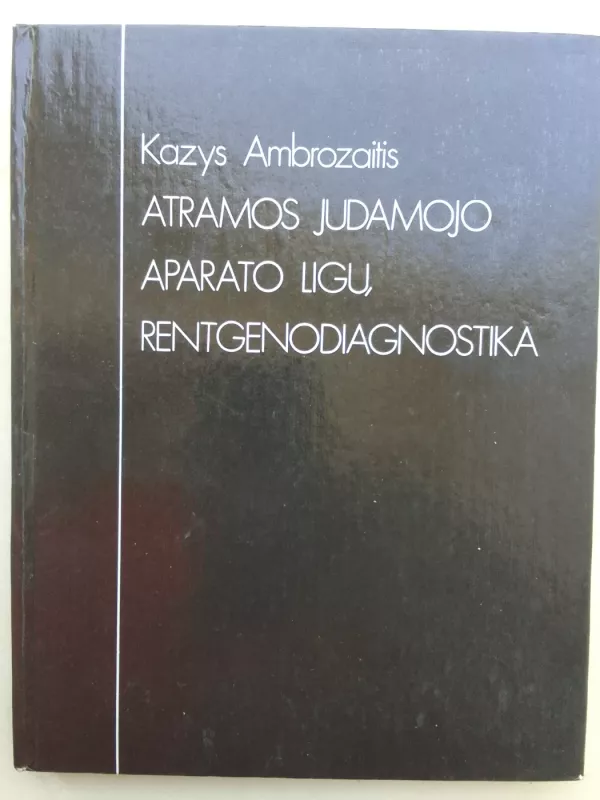 Kazys Ambrozaitis
ATRAMOS JUDAMOJO
APARATO LIGŲ
RENTGENODIAGNOSTIKA